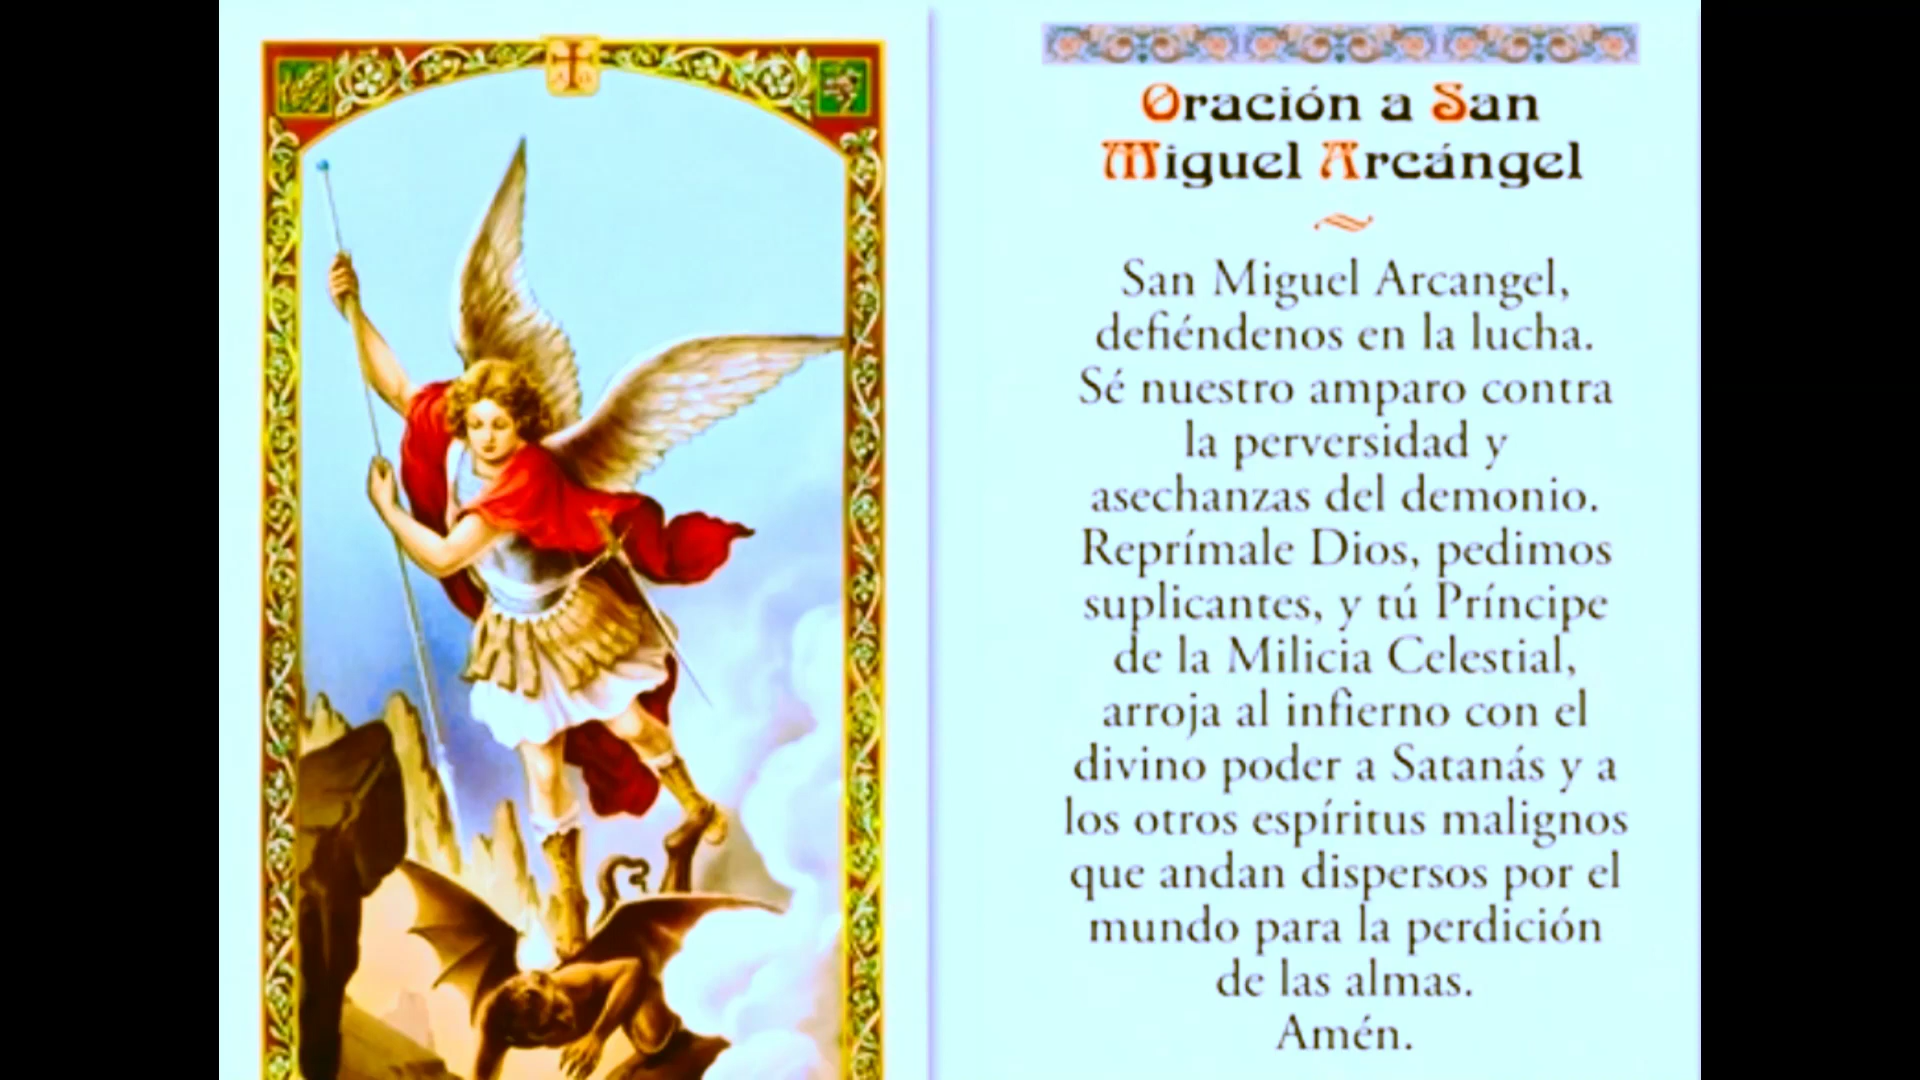 Oración a San
Miguel Arcángel
San Miguel Arcangel,
defiéndenos en la lucha.
Sé nuestro amparo contra
la perversidad y
asechanzas del demonio.
Reprímale Dios, pedimos
suplicantes, y tú Príncipe
de la Milicia Celestial,
arroja al infierno con el
divino poder a Satanás y a
los otros espíritus malignos
que andan dispersos por el
mundo para la perdición
de las almas.
Amén.